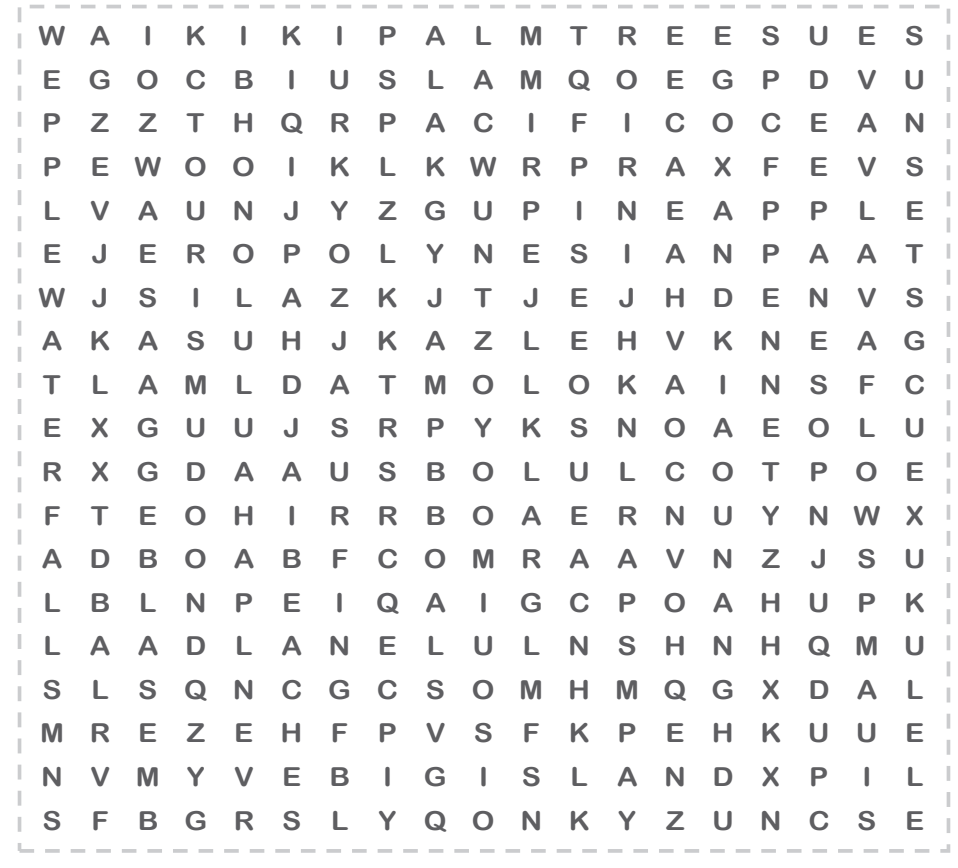 W A I K I K I P A L M T R E E S U E S
E G O C B I U S L A M Q O E G P D V U
P Z Z T H Q R P A C I F I C O C E A N
P E W O O I K L K W R P R A X F E V S
L V A U N J Y Z G U P I N E A P P L E
E J E R O P O L Y N E S I A N P A A T
W J S I L A Z K J T J E J H D E N V S
A K A S U H J K A Z L E H V K N E A G
T L A M L D A T M O L O K A I N S F C
E X G U U J S R P Y K S N O A E O L U
R X G D A A U S B O L U L C O T P O E
F T E O H I R R B O A E R N U Y N W X
A D B O A B F C O M R A A V N Z J S U
L B L N P E I Q A I G C P O A H U P K
L A A D L A N E L U L N S H N H Q M U
S L S Q N C G C S O M H M Q G X D A L
M R E Z E H F P V S F K P E H K U U E
N V M Y V E B I G I S L A N D X P I L
S F B G R S L Y Q O N K Y Z U N C S E